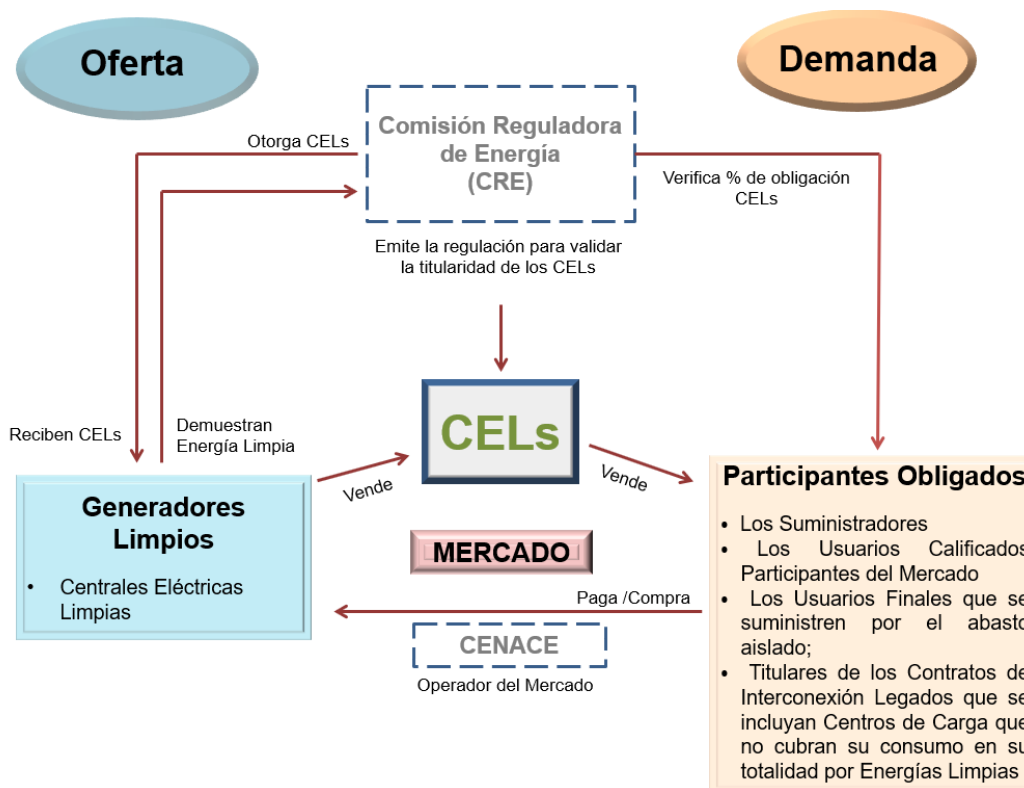 Oferta
Demanda
Comisión Reguladora
de Energía
(CRE)
Otorga CELs
Verifica % de obligación
CELs
Emite la regulación para validar
la titularidad de los CELs
Reciben CELs
Demuestran
Energía Limpia
CELs
Vende
Vende
Generadores
Limpios
• Centrales Eléctricas
Limpias
MERCADO
Paga /Compra
CENACE
Operador del Mercado
Participantes Obligados
• Los Suministradores
• Los Usuarios Calificados
Participantes del Mercado
• Los Usuarios Finales que se
suministren por el abasto
aislado;
• Titulares de los Contratos de
Interconexión Legados que se
incluyan Centros de Carga que
no cubran su consumo en su
totalidad por Energías Limpias